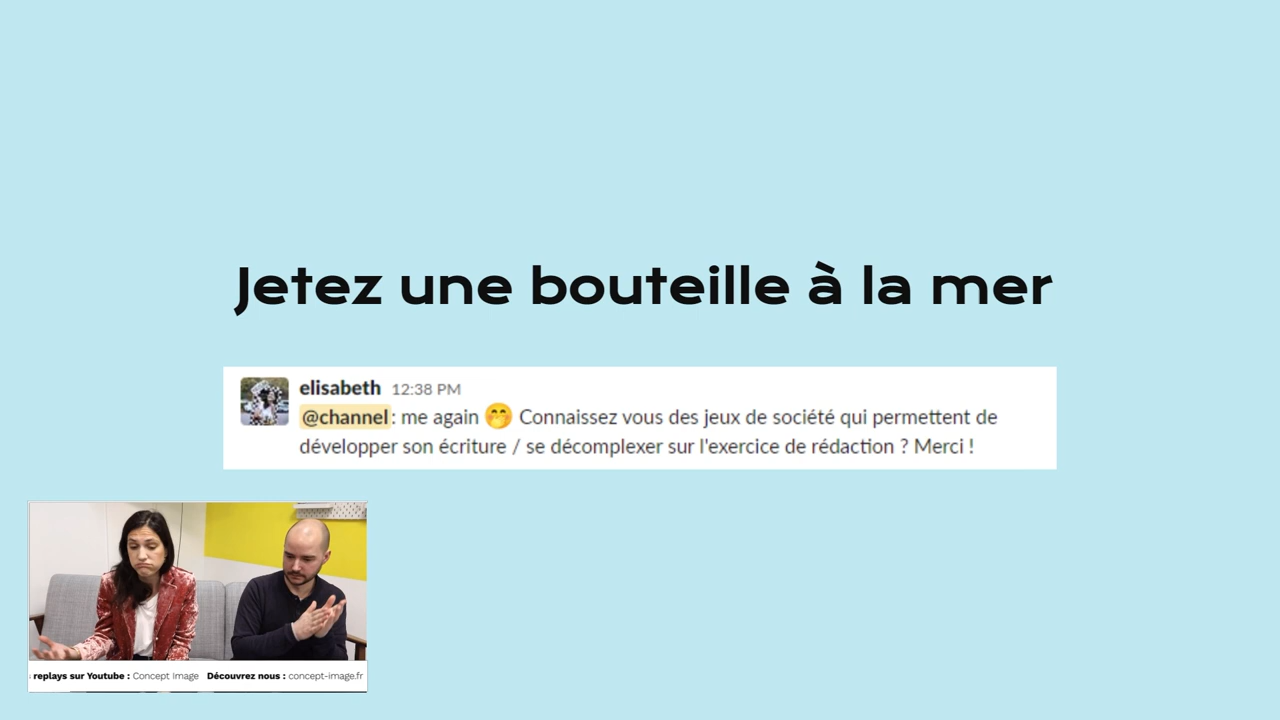 Jetez une bouteille à la mer
elisabeth 12:38 PM
@channel: me again 🤭 Connaissez vous des jeux de société qui permettent de
développer son écriture / se décomplexer sur l'exercice de rédaction ? Merci !
replays sur Youtube : Concept Image Découvrez nous : concept-image.fr